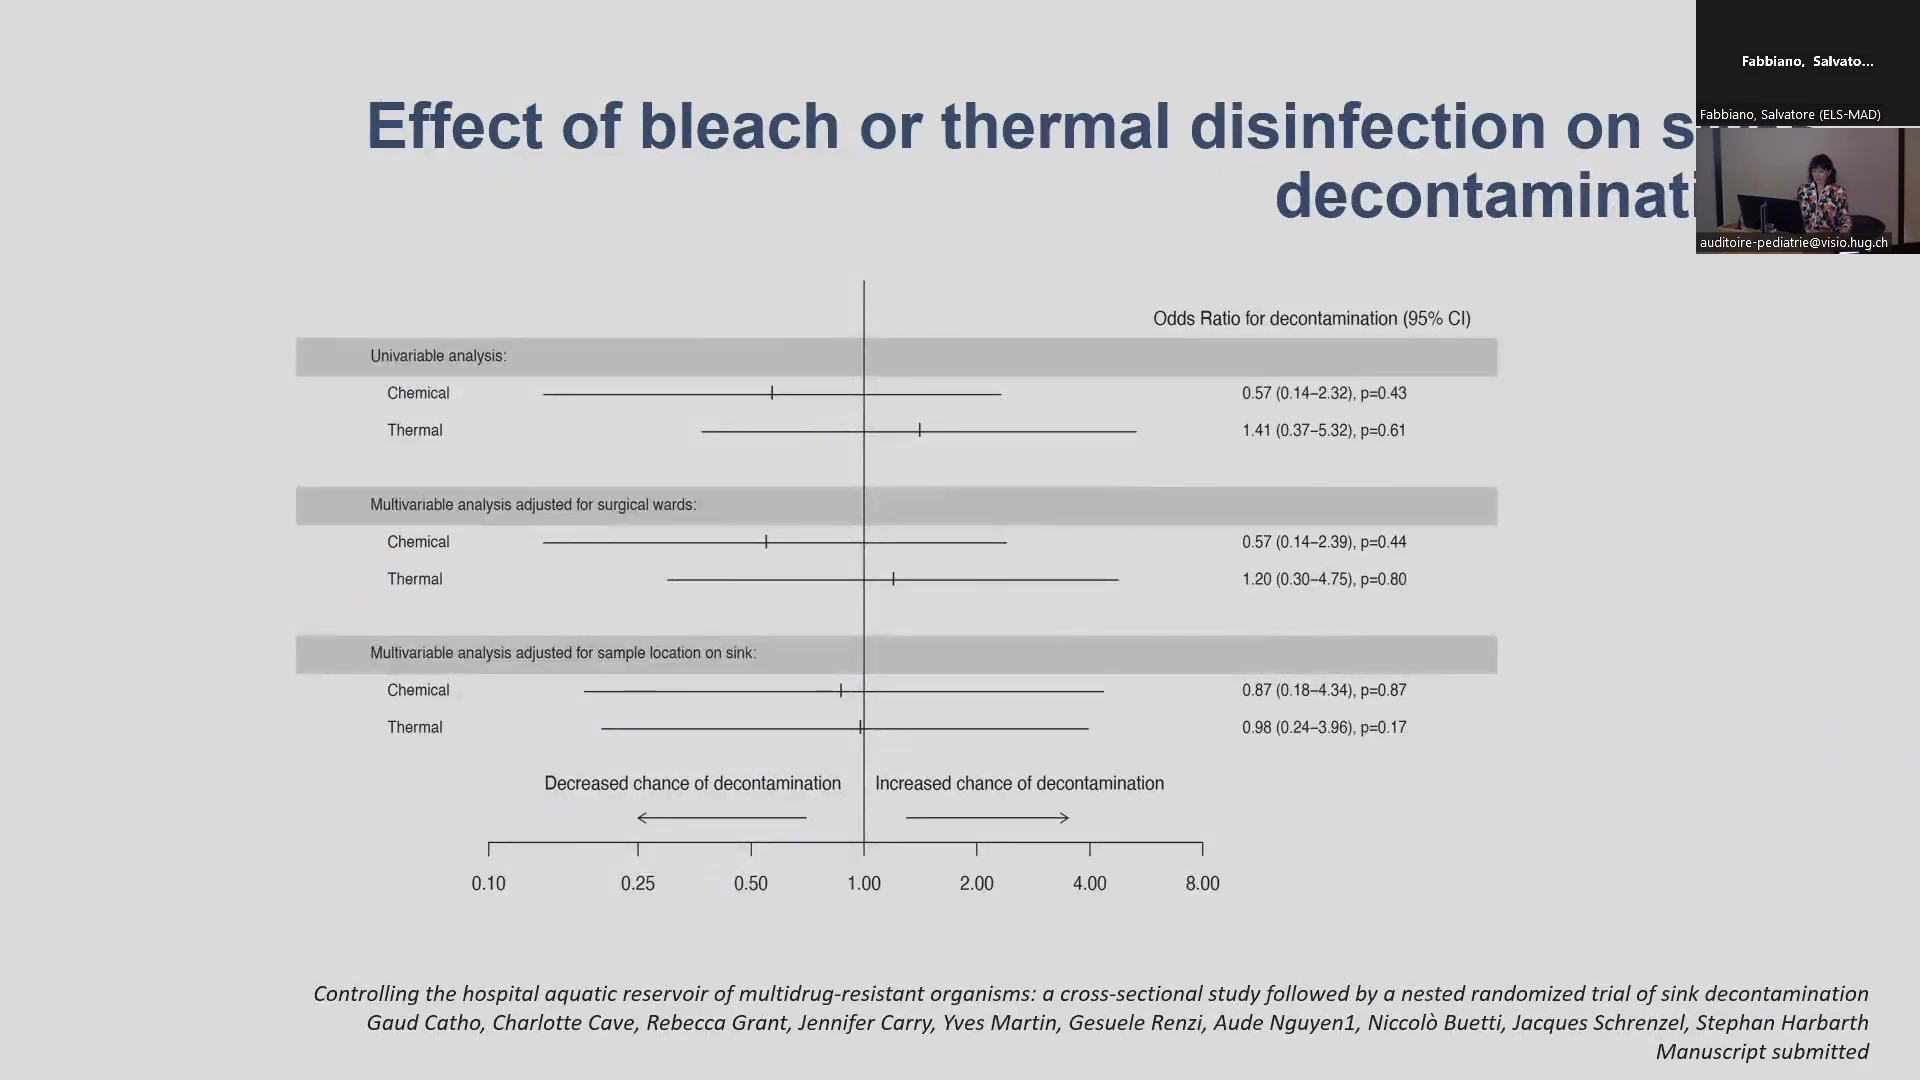 Fabbiano, Salvato...
Fabbiano, Salvatore (ELS-MAD)
auditoire-pediatrie@visio.hug.ch
Effect of bleach or thermal disinfection on
Odds Ratio for decontamination (95% CI)
Univariable analysis:
Chemical 0.57 (0.14–2.32), p=0.43
Thermal 1.41 (0.37–5.32), p=0.61
Multivariable analysis adjusted for surgical wards:
Chemical 0.57 (0.14–2.39), p=0.44
Thermal 1.20 (0.30–4.75), p=0.80
Multivariable analysis adjusted for sample location on sink:
Chemical 0.87 (0.18–4.34), p=0.87
Thermal 0.98 (0.24–3.96), p=0.17
Decreased chance of decontamination Increased chance of decontamination
0.10 0.25 0.50 1.00 2.00 4.00 8.00
Controlling the hospital aquatic reservoir of multidrug-resistant organisms: a cross-sectional study followed by a nested randomized trial of sink decontamination
Gaud Catho, Charlotte Cave, Rebecca Grant, Jennifer Carry, Yves Martin, Gesuele Renzi, Aude Nguyen1, Niccolò Buetti, Jacques Schrenzel, Stephan Harbarth
Manuscript submitted